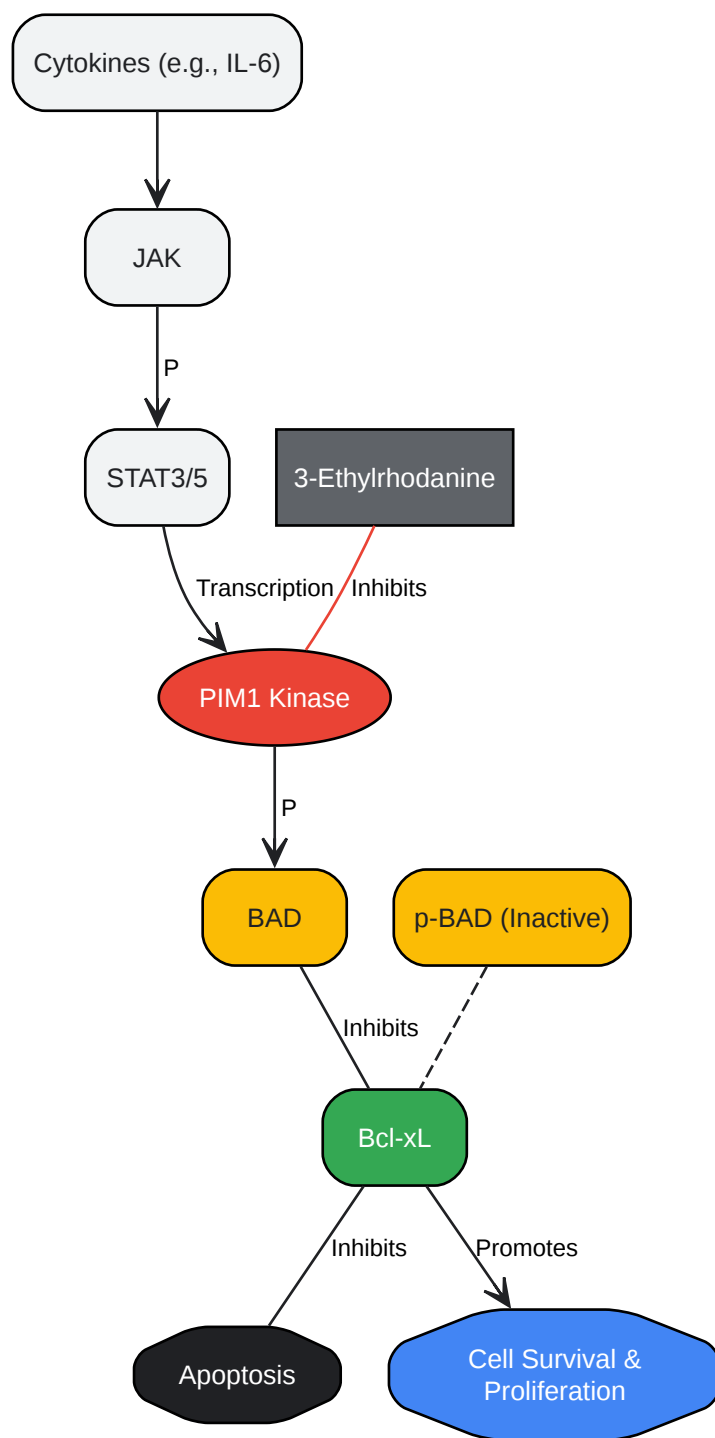 Cytokines (e.g., IL-6)
JAK
P
STAT3/5
3-Ethylrhodanine
Transcription
Inhibits
PIM1 Kinase
P
BAD
p-BAD (Inactive)
Inhibits
Bcl-xL
Inhibits
Promotes
Apoptosis
Cell Survival &
Proliferation